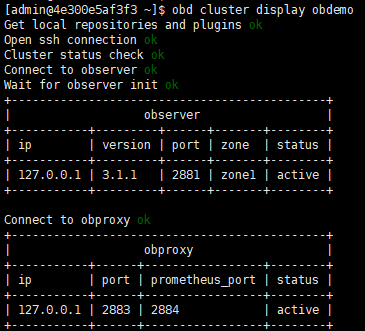 [admin@4e300e5af3f3 ~]$ obd cluster display obdemo
Get local repositories and plugins ok
Open ssh connection ok
Cluster status check ok
Connect to observer ok
Wait for observer init ok
+---------------------------------------------+
|                   observer                  |
+-----------+---------+------+-------+--------+
| ip        | version | port | zone  | status |
+-----------+---------+------+-------+--------+
| 127.0.0.1 | 3.1.1   | 2881 | zone1 | active |
+-----------+---------+------+-------+--------+

Connect to obproxy ok
+---------------------------------------------+
|                   obproxy                   |
+-----------+------+-----------------+--------+
| ip        | port | prometheus_port | status |
+-----------+------+-----------------+--------+
| 127.0.0.1 | 2883 | 2884            | active |
+-----------+------+-----------------+--------+